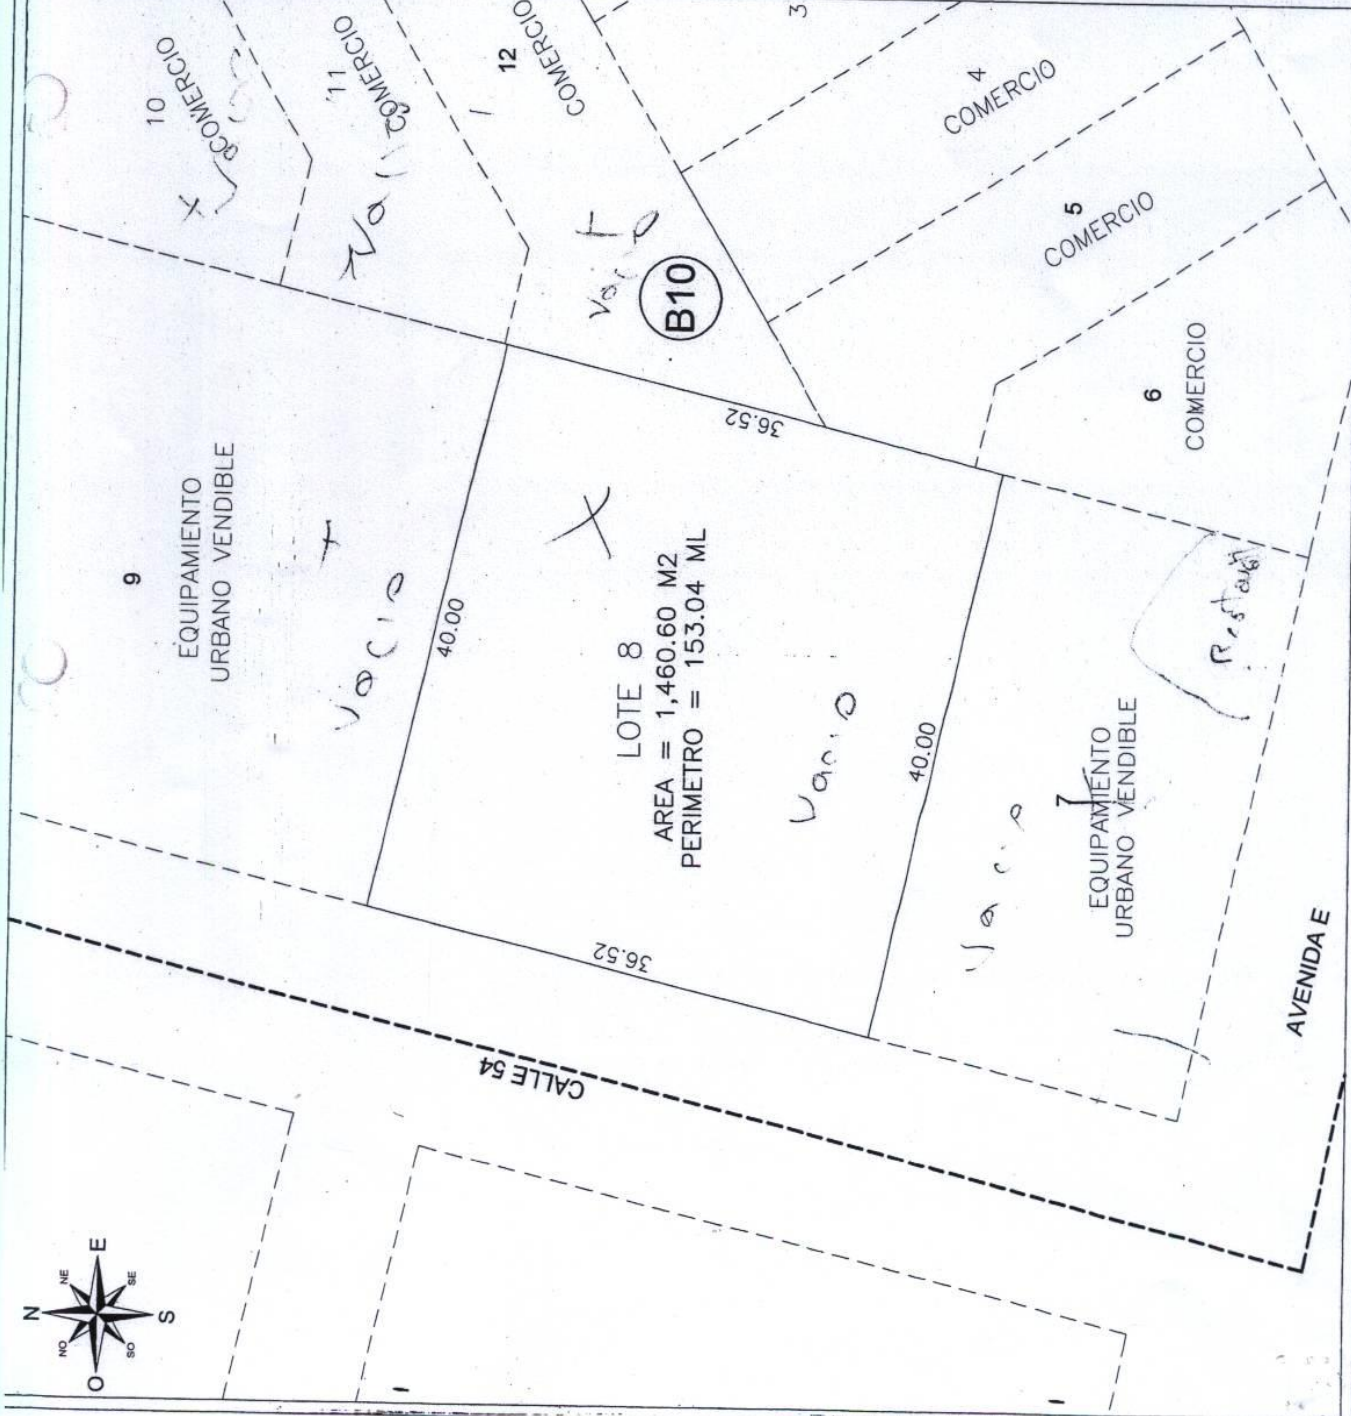 10
COMERCIO
11
COMERCIO
12
COMERCIO
3
4
COMERCIO
5
COMERCIO
6
COMERCIO
B10
Vacio
9
EQUIPAMIENTO
URBANO VENDIBLE
Vacio
40.00
36.52
LOTE 8
AREA = 1,460.60 M2
PERIMETRO = 153.04 ML
Vacio
40.00
36.52
7
EQUIPAMIENTO
URBANO VENDIBLE
Vacio
CALLE 54
AVENIDA E
N
NE
E
SE
S
SO
O
NO